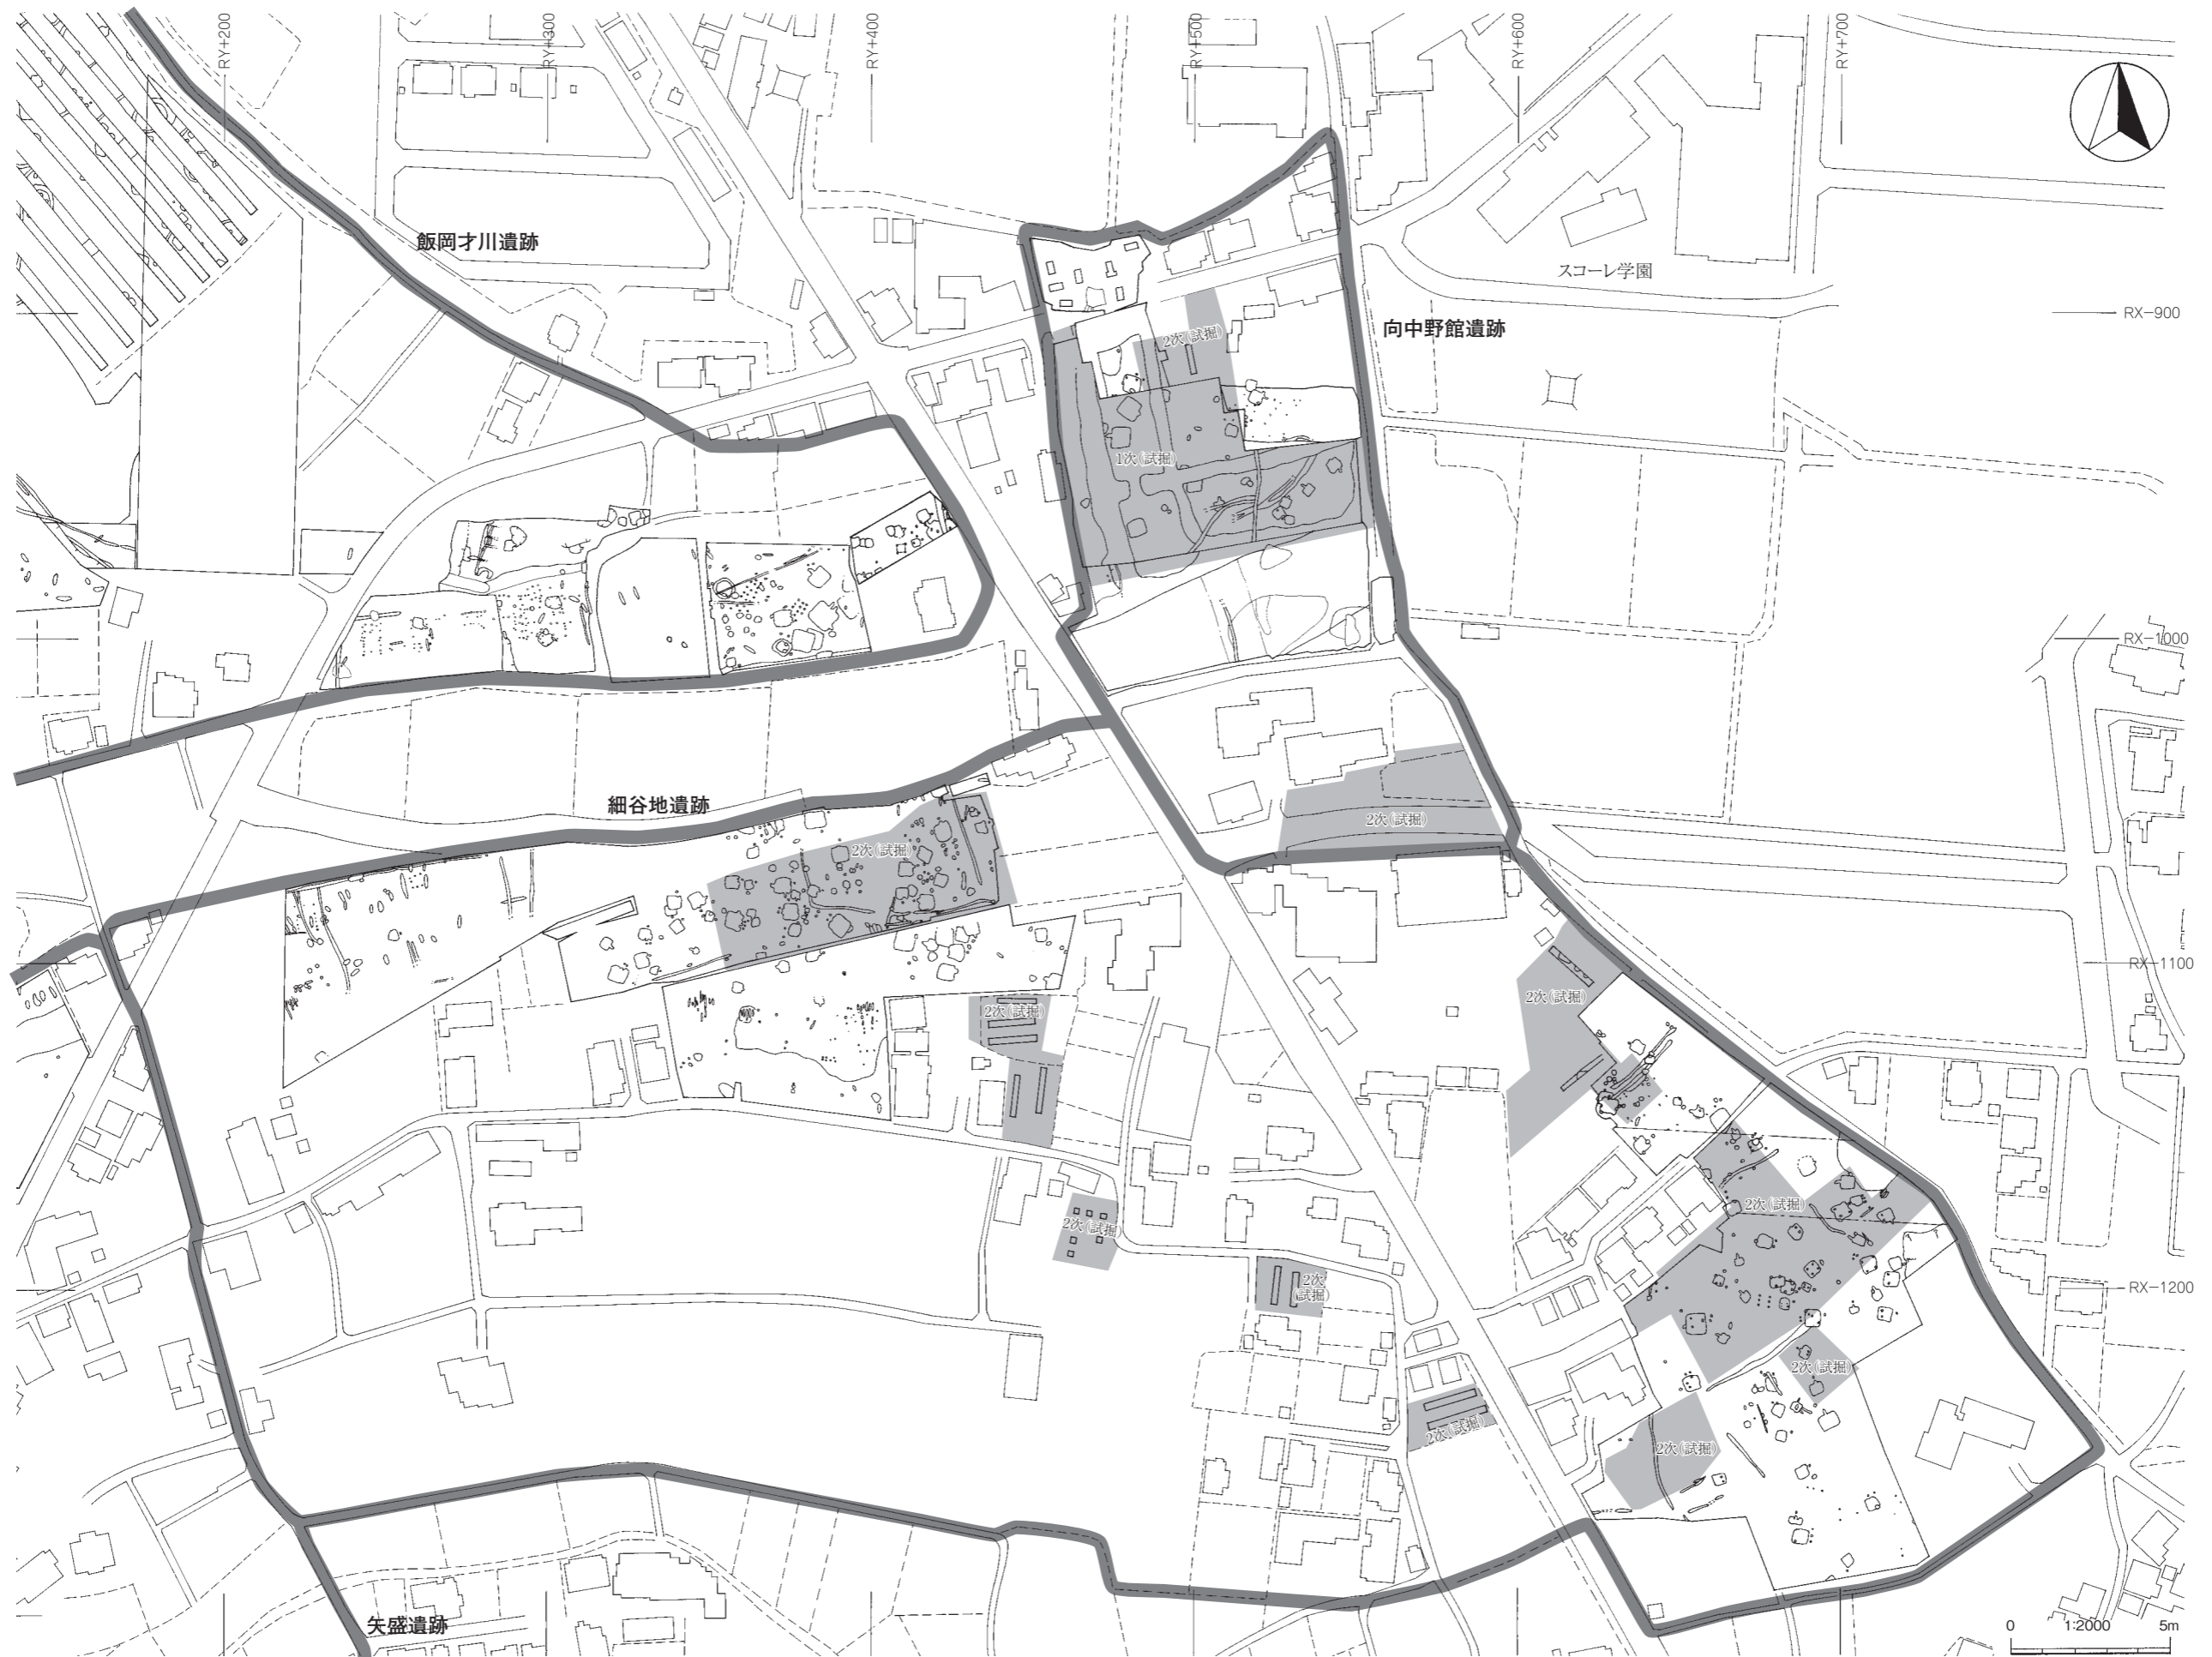 RY+200
RY+300
RY+400
RY+500
RY+600
RY+700
飯岡才川遺跡
スコーレ学園
RX-900
向中野館遺跡
2次(試掘)
1次(試掘)
RX-1000
細谷地遺跡
2次(試掘)
2次(試掘)
RX-1100
2次(試掘)
2次(試掘)
2次(試掘)
2次(試掘)
2次
(試掘)
RX-1200
2次(試掘)
2次(試掘)
2次(試掘)
矢盛遺跡
0 1:2000 5m